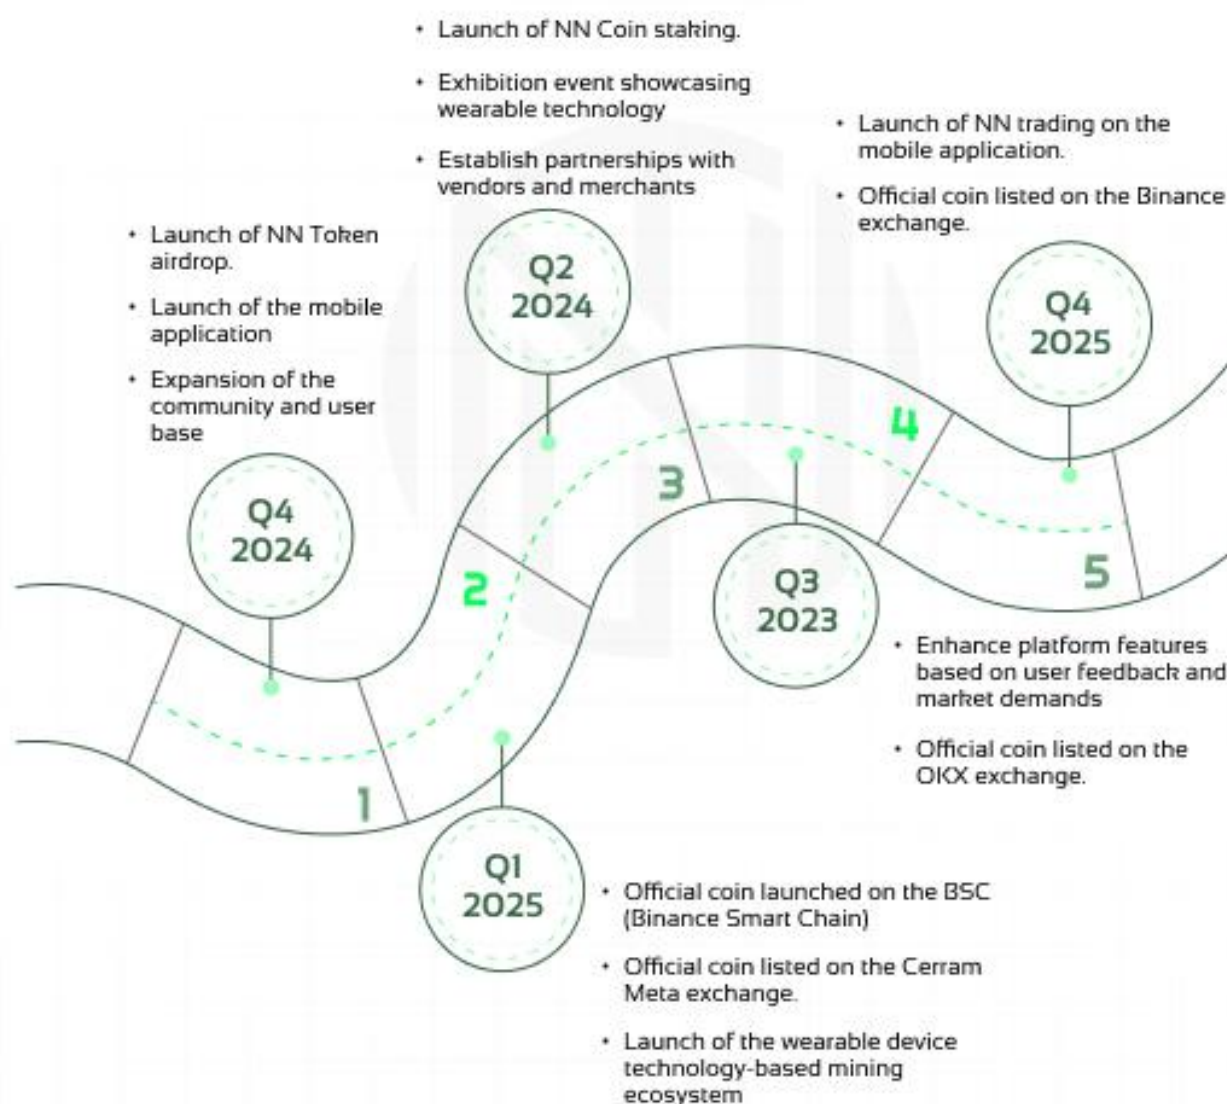 • Launch of NN Coin staking.
• Exhibition event showcasing
wearable technology
• Establish partnerships with
vendors and merchants
• Launch of NN trading on the
mobile application.
• Official coin listed on the Binance
exchange.
• Launch of NN Token
airdrop.
• Launch of the mobile
application
• Expansion of the
community and user
base
Q2
2024
Q4
2025
Q4
2024
4
3
2
5
1
Q3
2023
• Enhance platform features
based on user feedback and
market demands
• Official coin listed on the
OKX exchange.
Q1
2025
• Official coin launched on the BSC
(Binance Smart Chain)
• Official coin listed on the Cerram
Meta exchange.
• Launch of the wearable device
technology-based mining
ecosystem